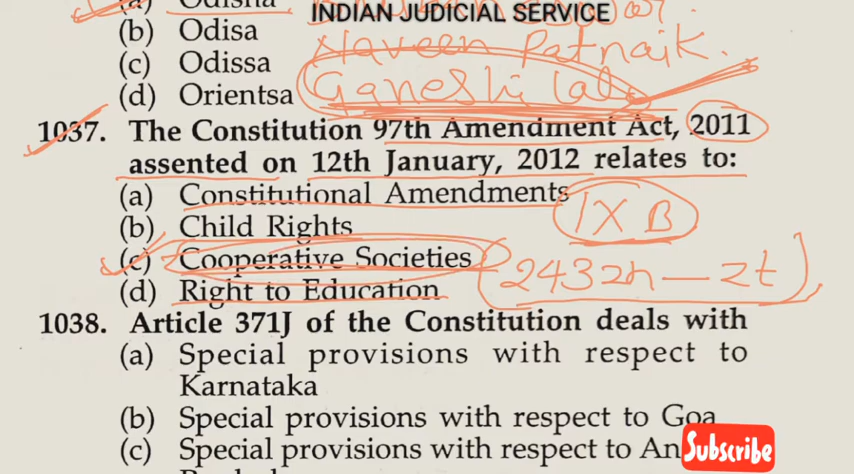 (a) Odisha
INDIAN JUDICIAL SERVICE
(b) Odisa
Naveen Patnaik.
(c) Odissa
(d) Orientsa
Ganeshi Lal
1037. The Constitution 97th Amendment Act, 2011
assented on 12th January, 2012 relates to:
(a) Constitutional Amendments
IX B
(b) Child Rights
(c) Cooperative Societies
(243zh - zt)
(d) Right to Education
1038. Article 371J of the Constitution deals with
(a) Special provisions with respect to
Karnataka
(b) Special provisions with respect to Goa
(c) Special provisions with respect to An
Subscribe